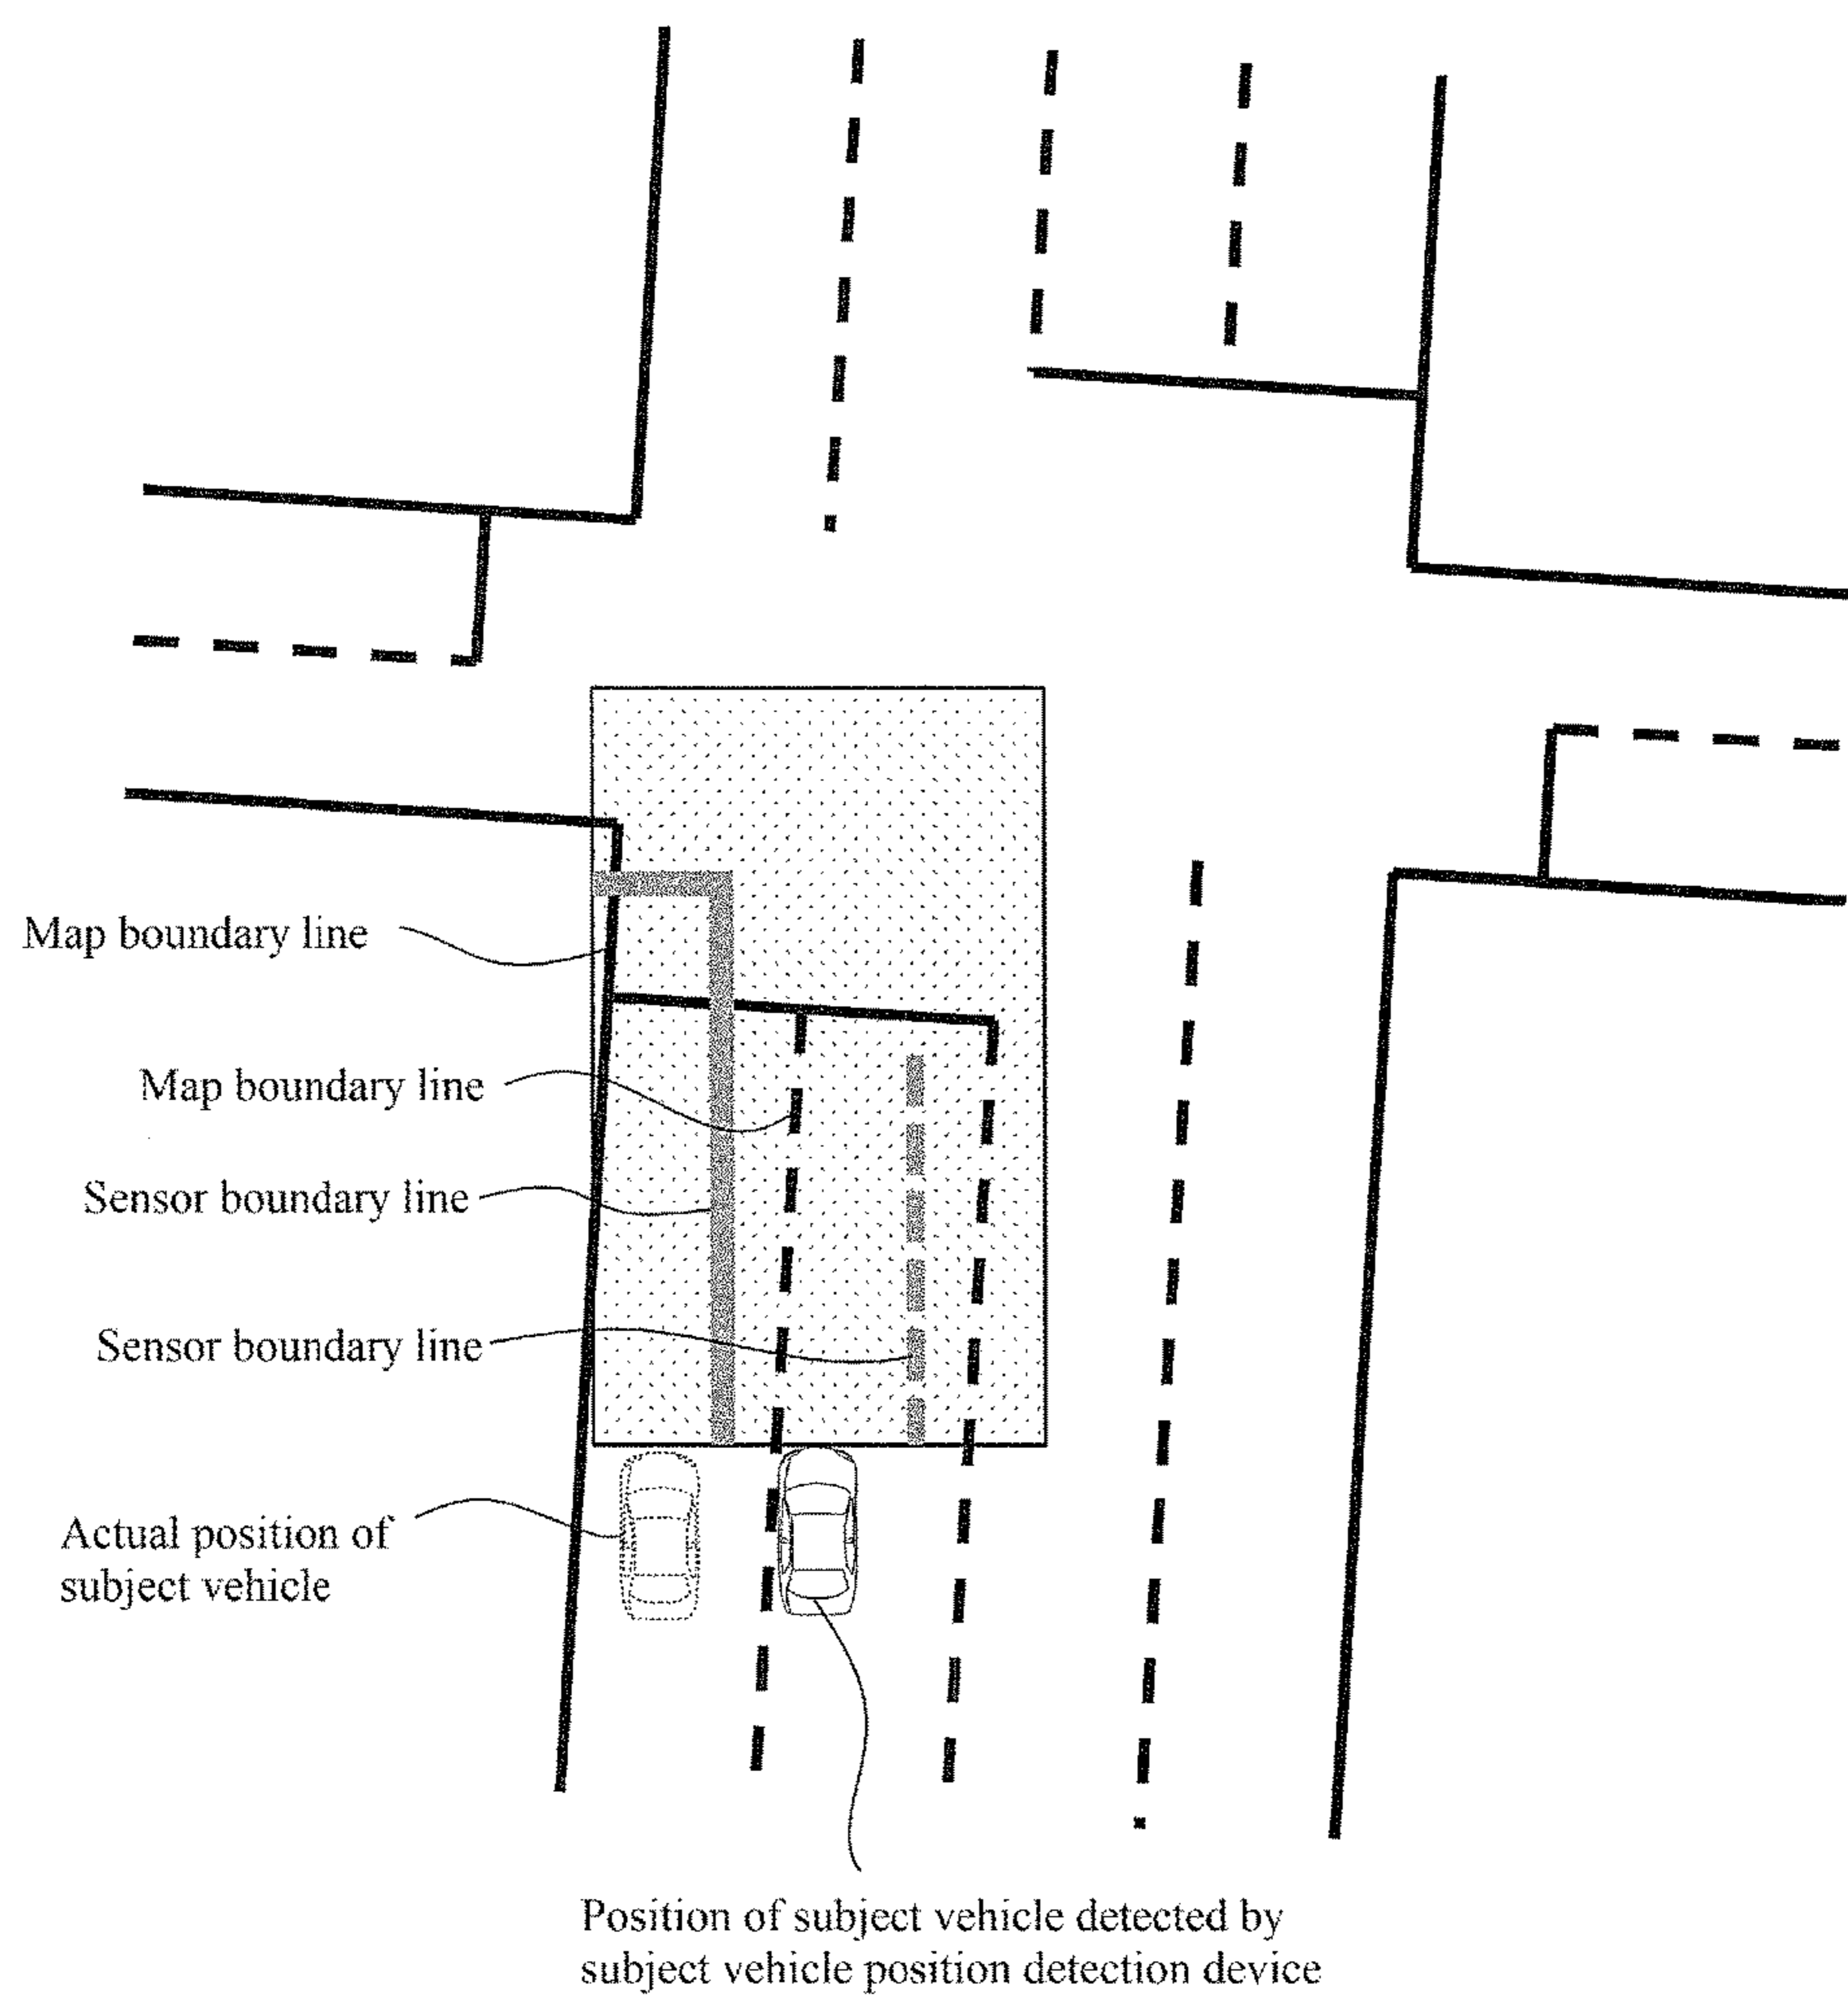 Map boundary line
Map boundary line
Sensor boundary line
Sensor boundary line
Actual position of
subject vehicle
Position of subject vehicle detected by
subject vehicle position detection device